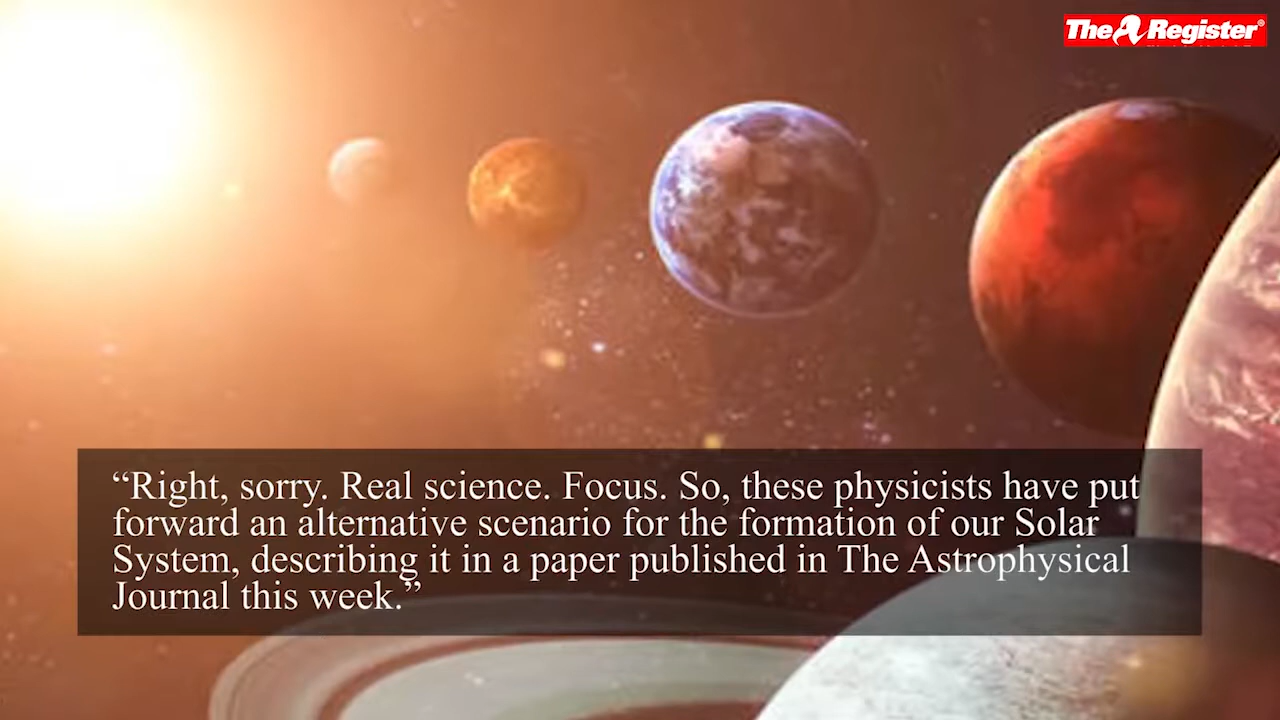 The Register®
“Right, sorry. Real science. Focus. So, these physicists have put
forward an alternative scenario for the formation of our Solar
System, describing it in a paper published in The Astrophysical
Journal this week.”